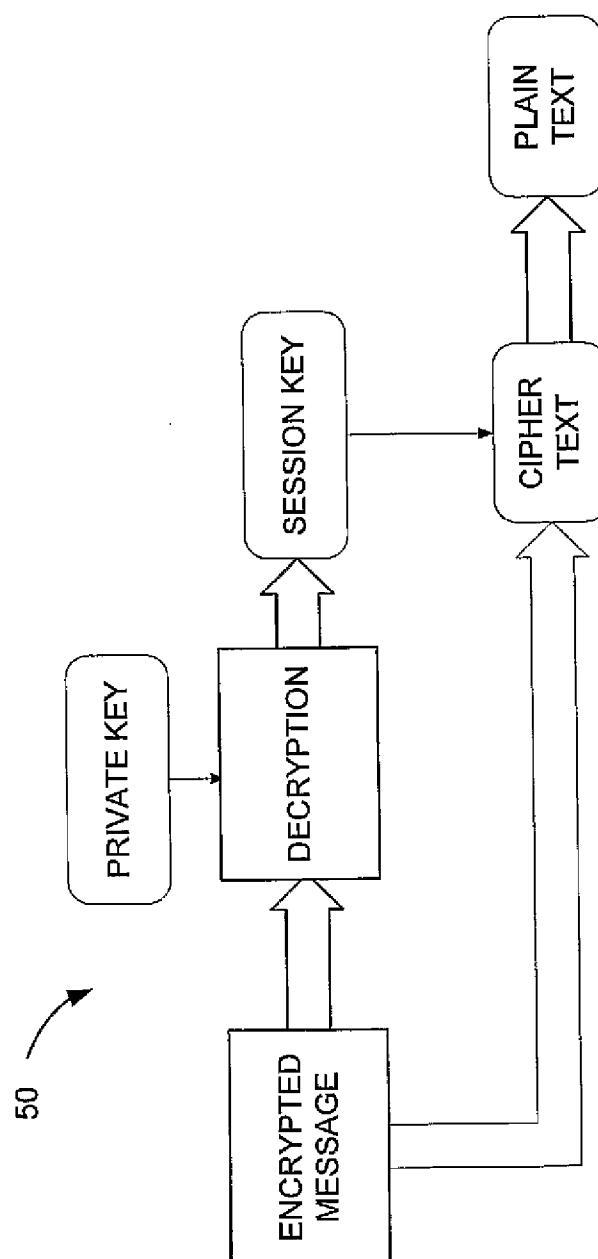 50
PRIVATE KEY
ENCRYPTED
MESSAGE
DECRYPTION
SESSION KEY
CIPHER
TEXT
PLAIN
TEXT